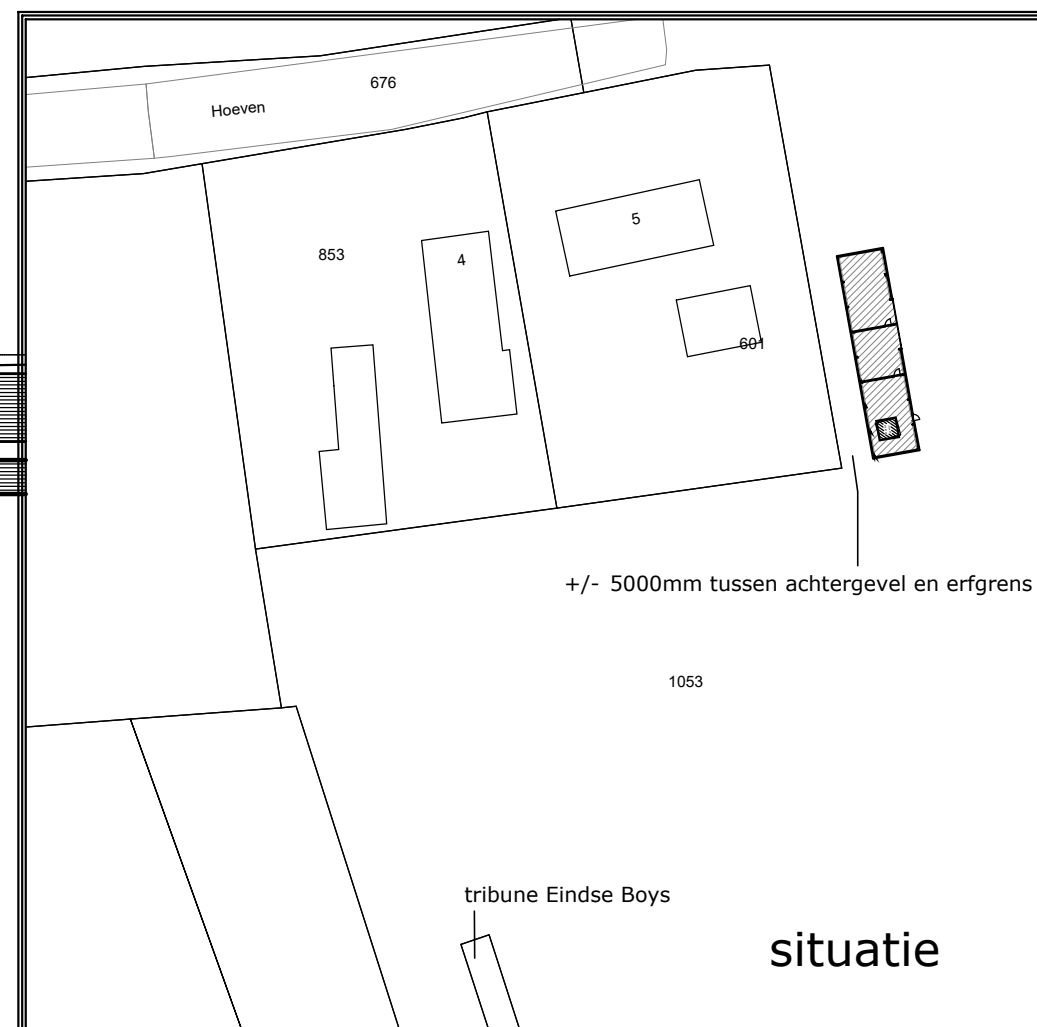 676
Hoeven
5
853
4
601
+/- 5000mm tussen achtergevel en erfgrens
1053
tribune Eindse Boys
situatie